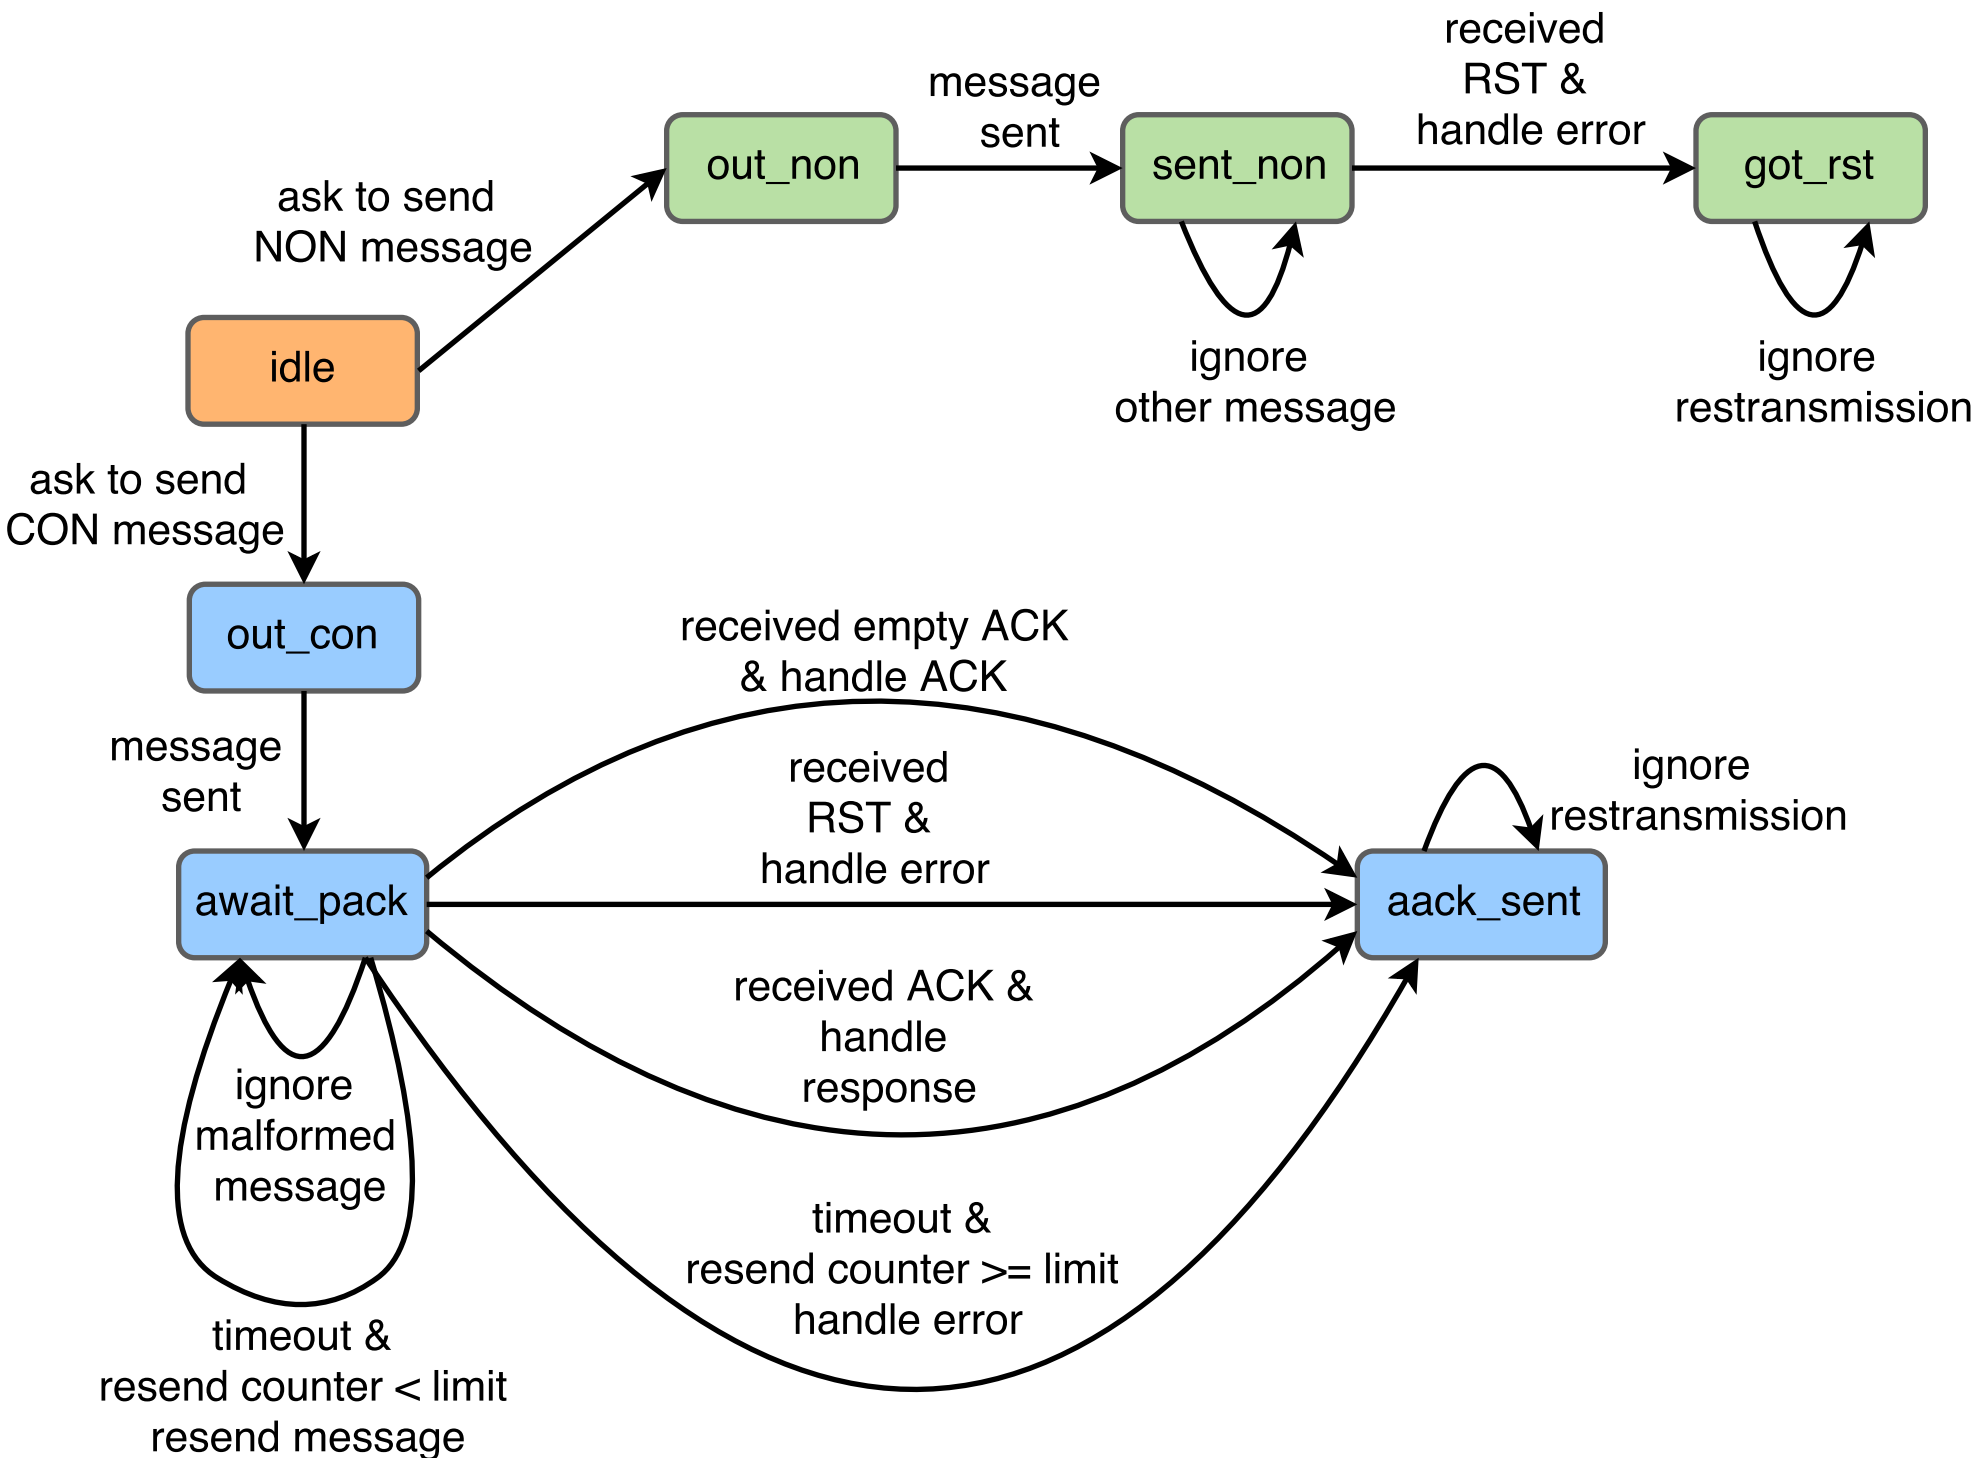 received
RST &
handle error
message
sent
out_non
sent_non
got_rst
ask to send
NON message
ignore
other message
ignore
restransmission
idle
ask to send
CON message
out_con
message
sent
received empty ACK
& handle ACK
received
RST &
handle error
ignore
restransmission
await_pack
aack_sent
received ACK &
handle
response
ignore
malformed
message
timeout &
resend counter >= limit
handle error
timeout &
resend counter < limit
resend message